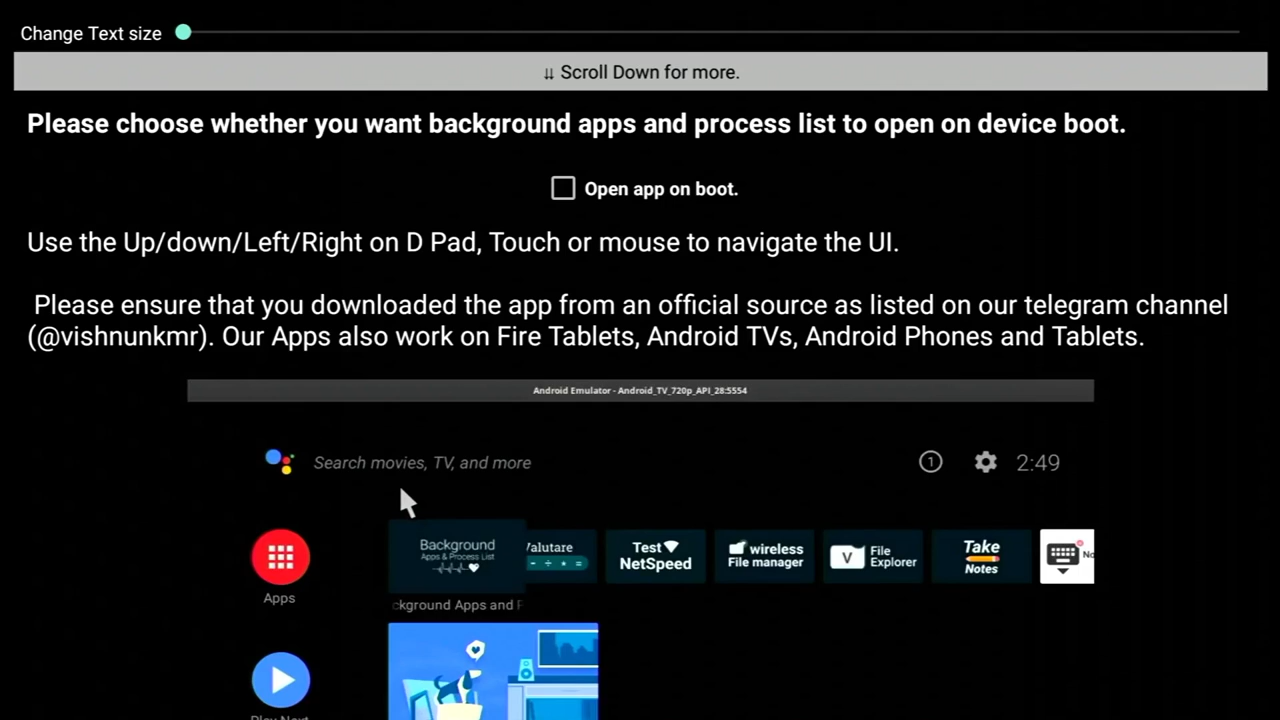 Change Text size
⇊ Scroll Down for more.
Please choose whether you want background apps and process list to open on device boot.
Open app on boot.
Use the Up/down/Left/Right on D Pad, Touch or mouse to navigate the UI.
Please ensure that you downloaded the app from an official source as listed on our telegram channel
(@vishnunkmr). Our Apps also work on Fire Tablets, Android TVs, Android Phones and Tablets.
Android Emulator - Android_TV_720p_API_28:5554
Search movies, TV, and more
1
2:49
Background
Apps & Process List
Valutare
- ÷ • =
Test
NetSpeed
wireless
File manager
V
File
Explorer
Take
Notes
No
Apps
ckground Apps and P
Play Next